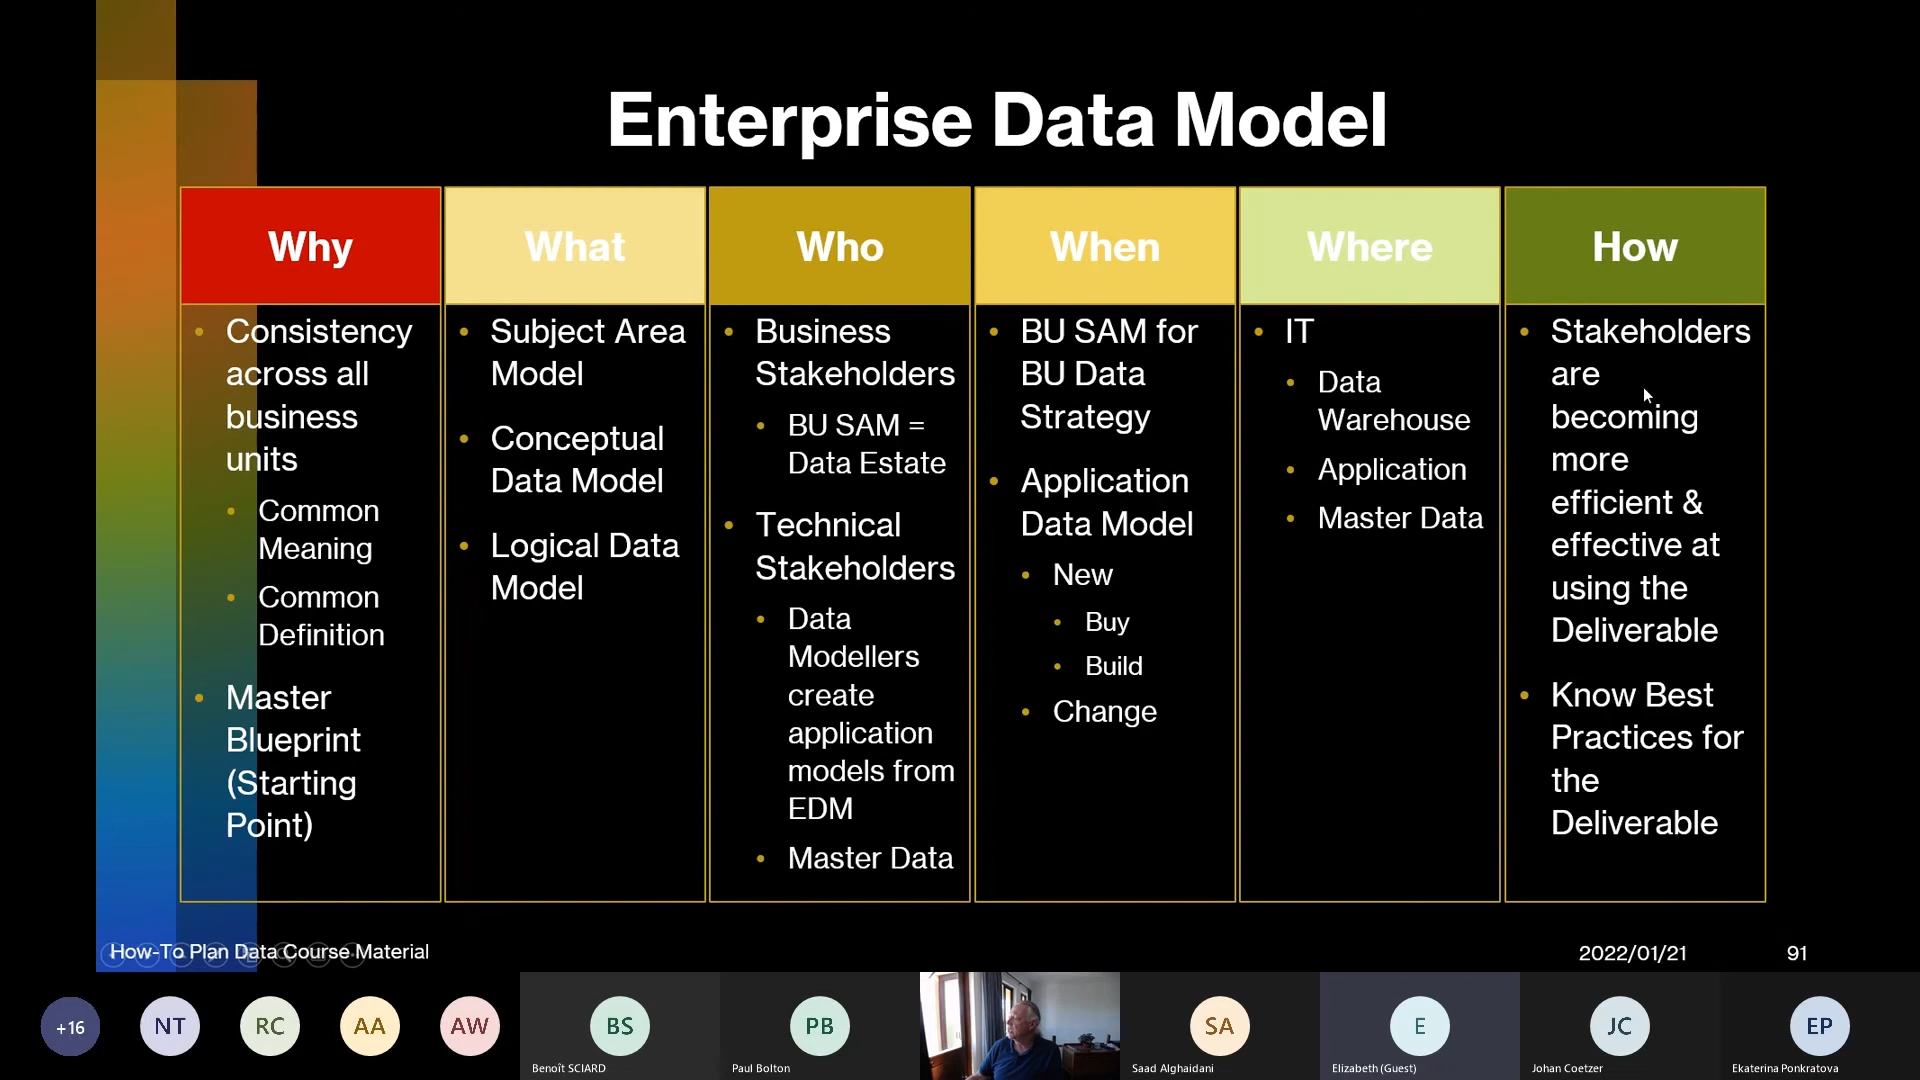 Enterprise Data Model
Why
What
Who
When
Where
How
Consistency
across all
business
units
Common
Meaning
Common
Definition
Master
Blueprint
(Starting
Point)
Subject Area
Model
Conceptual
Data Model
Logical Data
Model
Business
Stakeholders
BU SAM =
Data Estate
Technical
Stakeholders
Data
Modellers
create
application
models from
EDM
Master Data
BU SAM for
BU Data
Strategy
Application
Data Model
New
Buy
Build
Change
IT
Data
Warehouse
Application
Master Data
Stakeholders
are
becoming
more
efficient &
effective at
using the
Deliverable
Know Best
Practices for
the
Deliverable
How-To Plan Data Course Material
2022/01/21
91
+16
NT
RC
AA
AW
BS
PB
SA
E
JC
EP
Benoît SCIARD
Paul Bolton
Saad Alghaidani
Elizabeth (Guest)
Johan Coetzer
Ekaterina Ponkratova